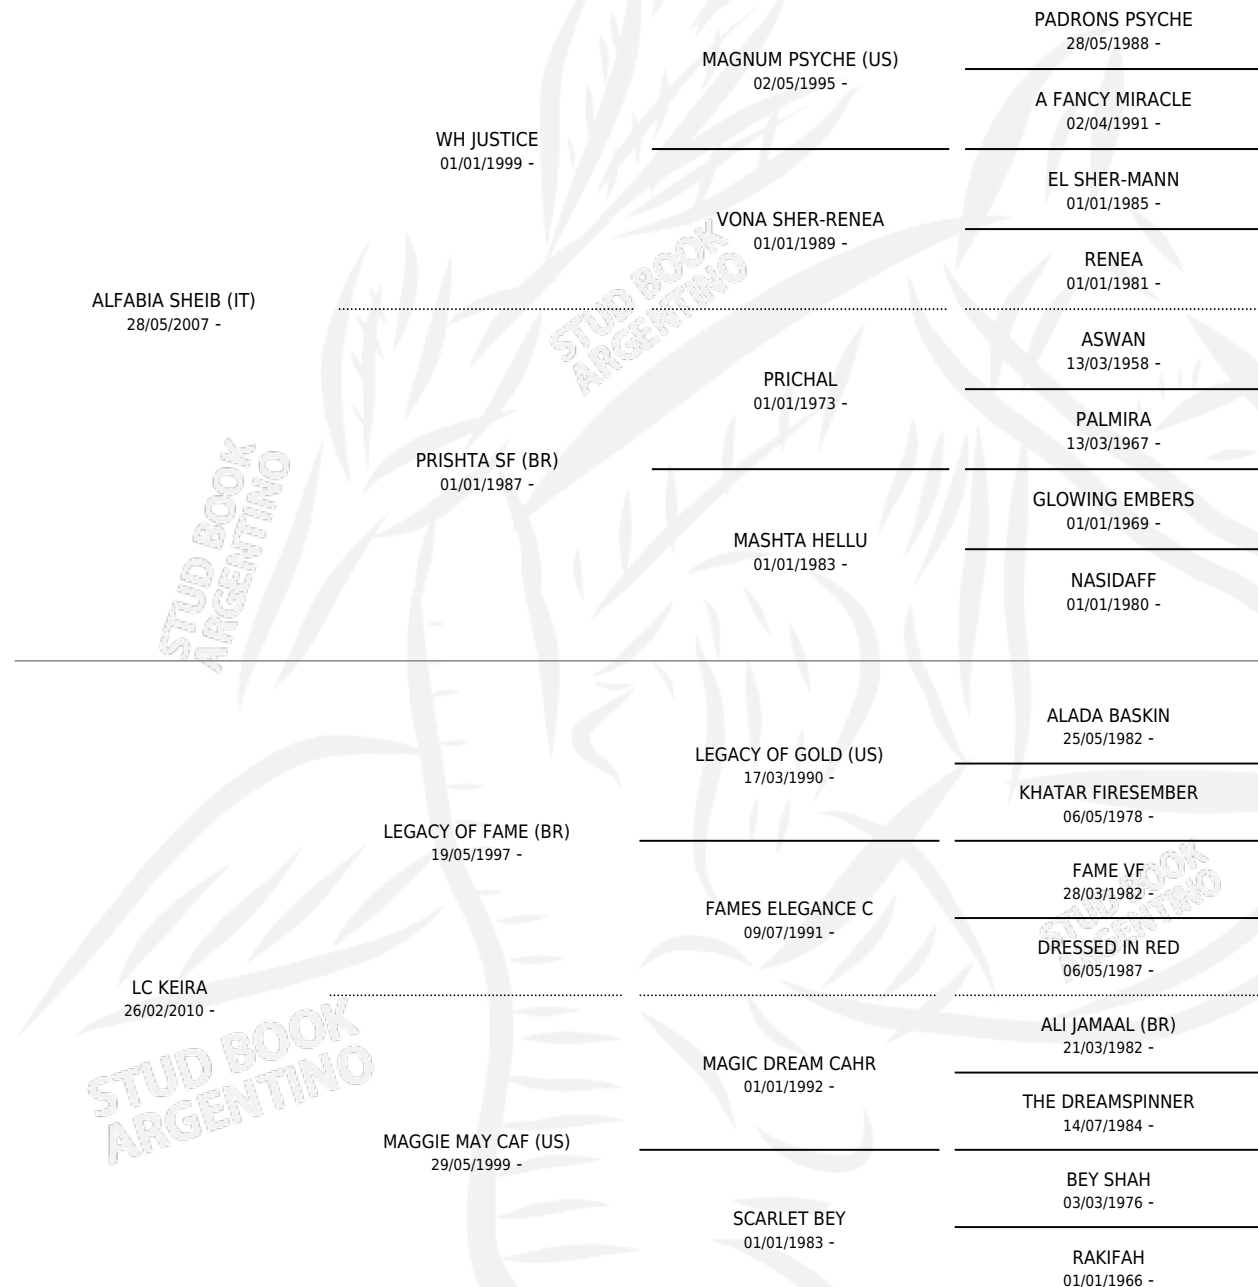 PADRONS PSYCHE
28/05/1988 -
MAGNUM PSYCHE (US)
02/05/1995 -
A FANCY MIRACLE
02/04/1991 -
WH JUSTICE
01/01/1999 -
EL SHER-MANN
01/01/1985 -
VONA SHER-RENEA
01/01/1989 -
RENEA
01/01/1981 -
ALFABIA SHEIB (IT)
28/05/2007 -
STUD BOOK
ARGENTINO
ASWAN
13/03/1958 -
PRICHAL
01/01/1973 -
PALMIRA
13/03/1967 -
PRISHTA SF (BR)
01/01/1987 -
GLOWING EMBERS
01/01/1969 -
MASHTA HELLU
01/01/1983 -
NASIDAFF
01/01/1980 -
STUD BOOK
ARGENTINO
ALADA BASKIN
25/05/1982 -
LEGACY OF GOLD (US)
17/03/1990 -
KHATAR FIRESEMBER
06/05/1978 -
LEGACY OF FAME (BR)
19/05/1997 -
FAME VF
28/03/1982 -
FAMES ELEGANCE C
09/07/1991 -
STUD BOOK
ARGENTINO
DRESSED IN RED
06/05/1987 -
LC KEIRA
26/02/2010 -
STUD BOOK
ARGENTINO
ALI JAMAAL (BR)
21/03/1982 -
MAGIC DREAM CAHR
01/01/1992 -
THE DREAMSPINNER
14/07/1984 -
MAGGIE MAY CAF (US)
29/05/1999 -
BEY SHAH
03/03/1976 -
SCARLET BEY
01/01/1983 -
RAKIFAH
01/01/1966 -